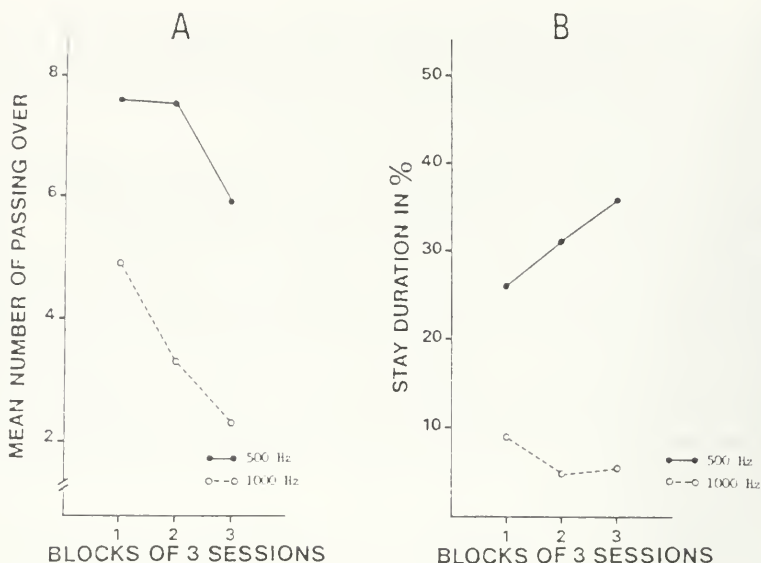 A
MEAN NUMBER OF PASSING OVER
8
6
4
2
500 Hz
1000 Hz
1 2 3
BLOCKS OF 3 SESSIONS
B
STAY DURATION IN %
50
40
30
20
10
500 Hz
1000 Hz
1 2 3
BLOCKS OF 3 SESSIONS